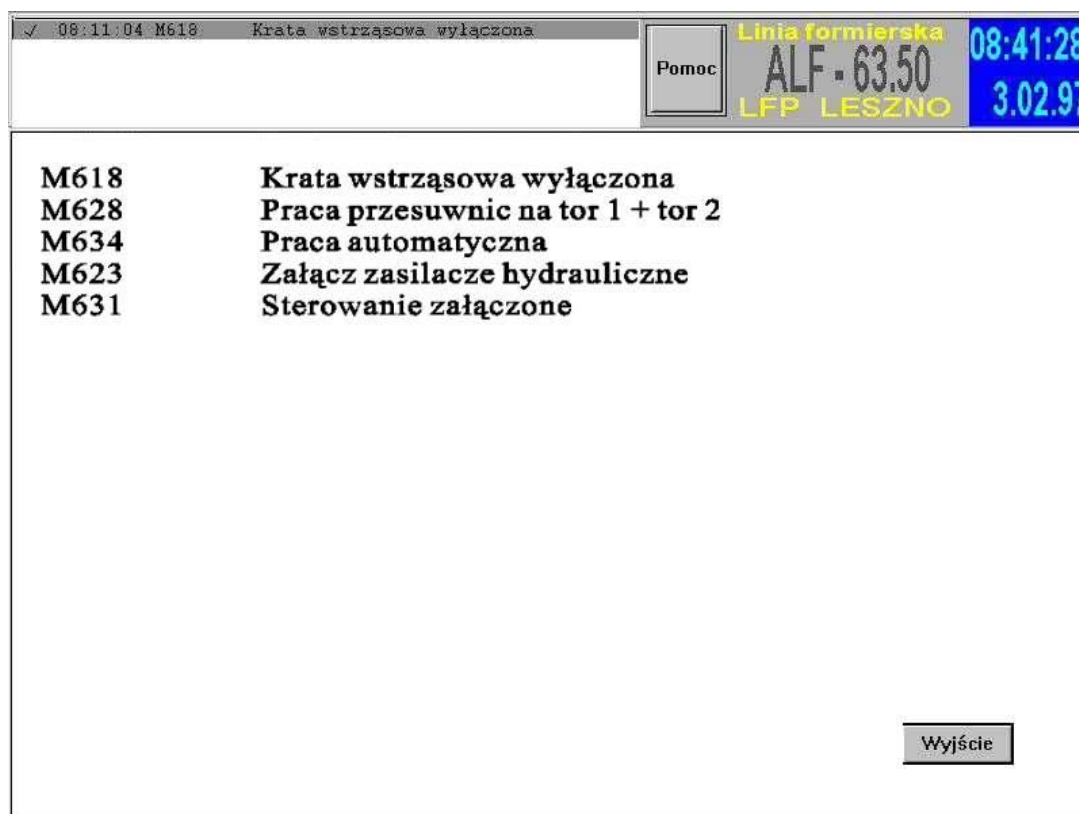 ✓ 08:11:04 M618 Krata wstrząsowa wyłączona
Pomoc
Linia formierska
ALF - 63.50
LFP LESZNO
08:41:28
3.02.97
M618 Krata wstrząsowa wyłączona
M628 Praca przesuwnic na tor 1 + tor 2
M634 Praca automatyczna
M623 Załącz zasilacze hydrauliczne
M631 Sterowanie załączone
Wyjście